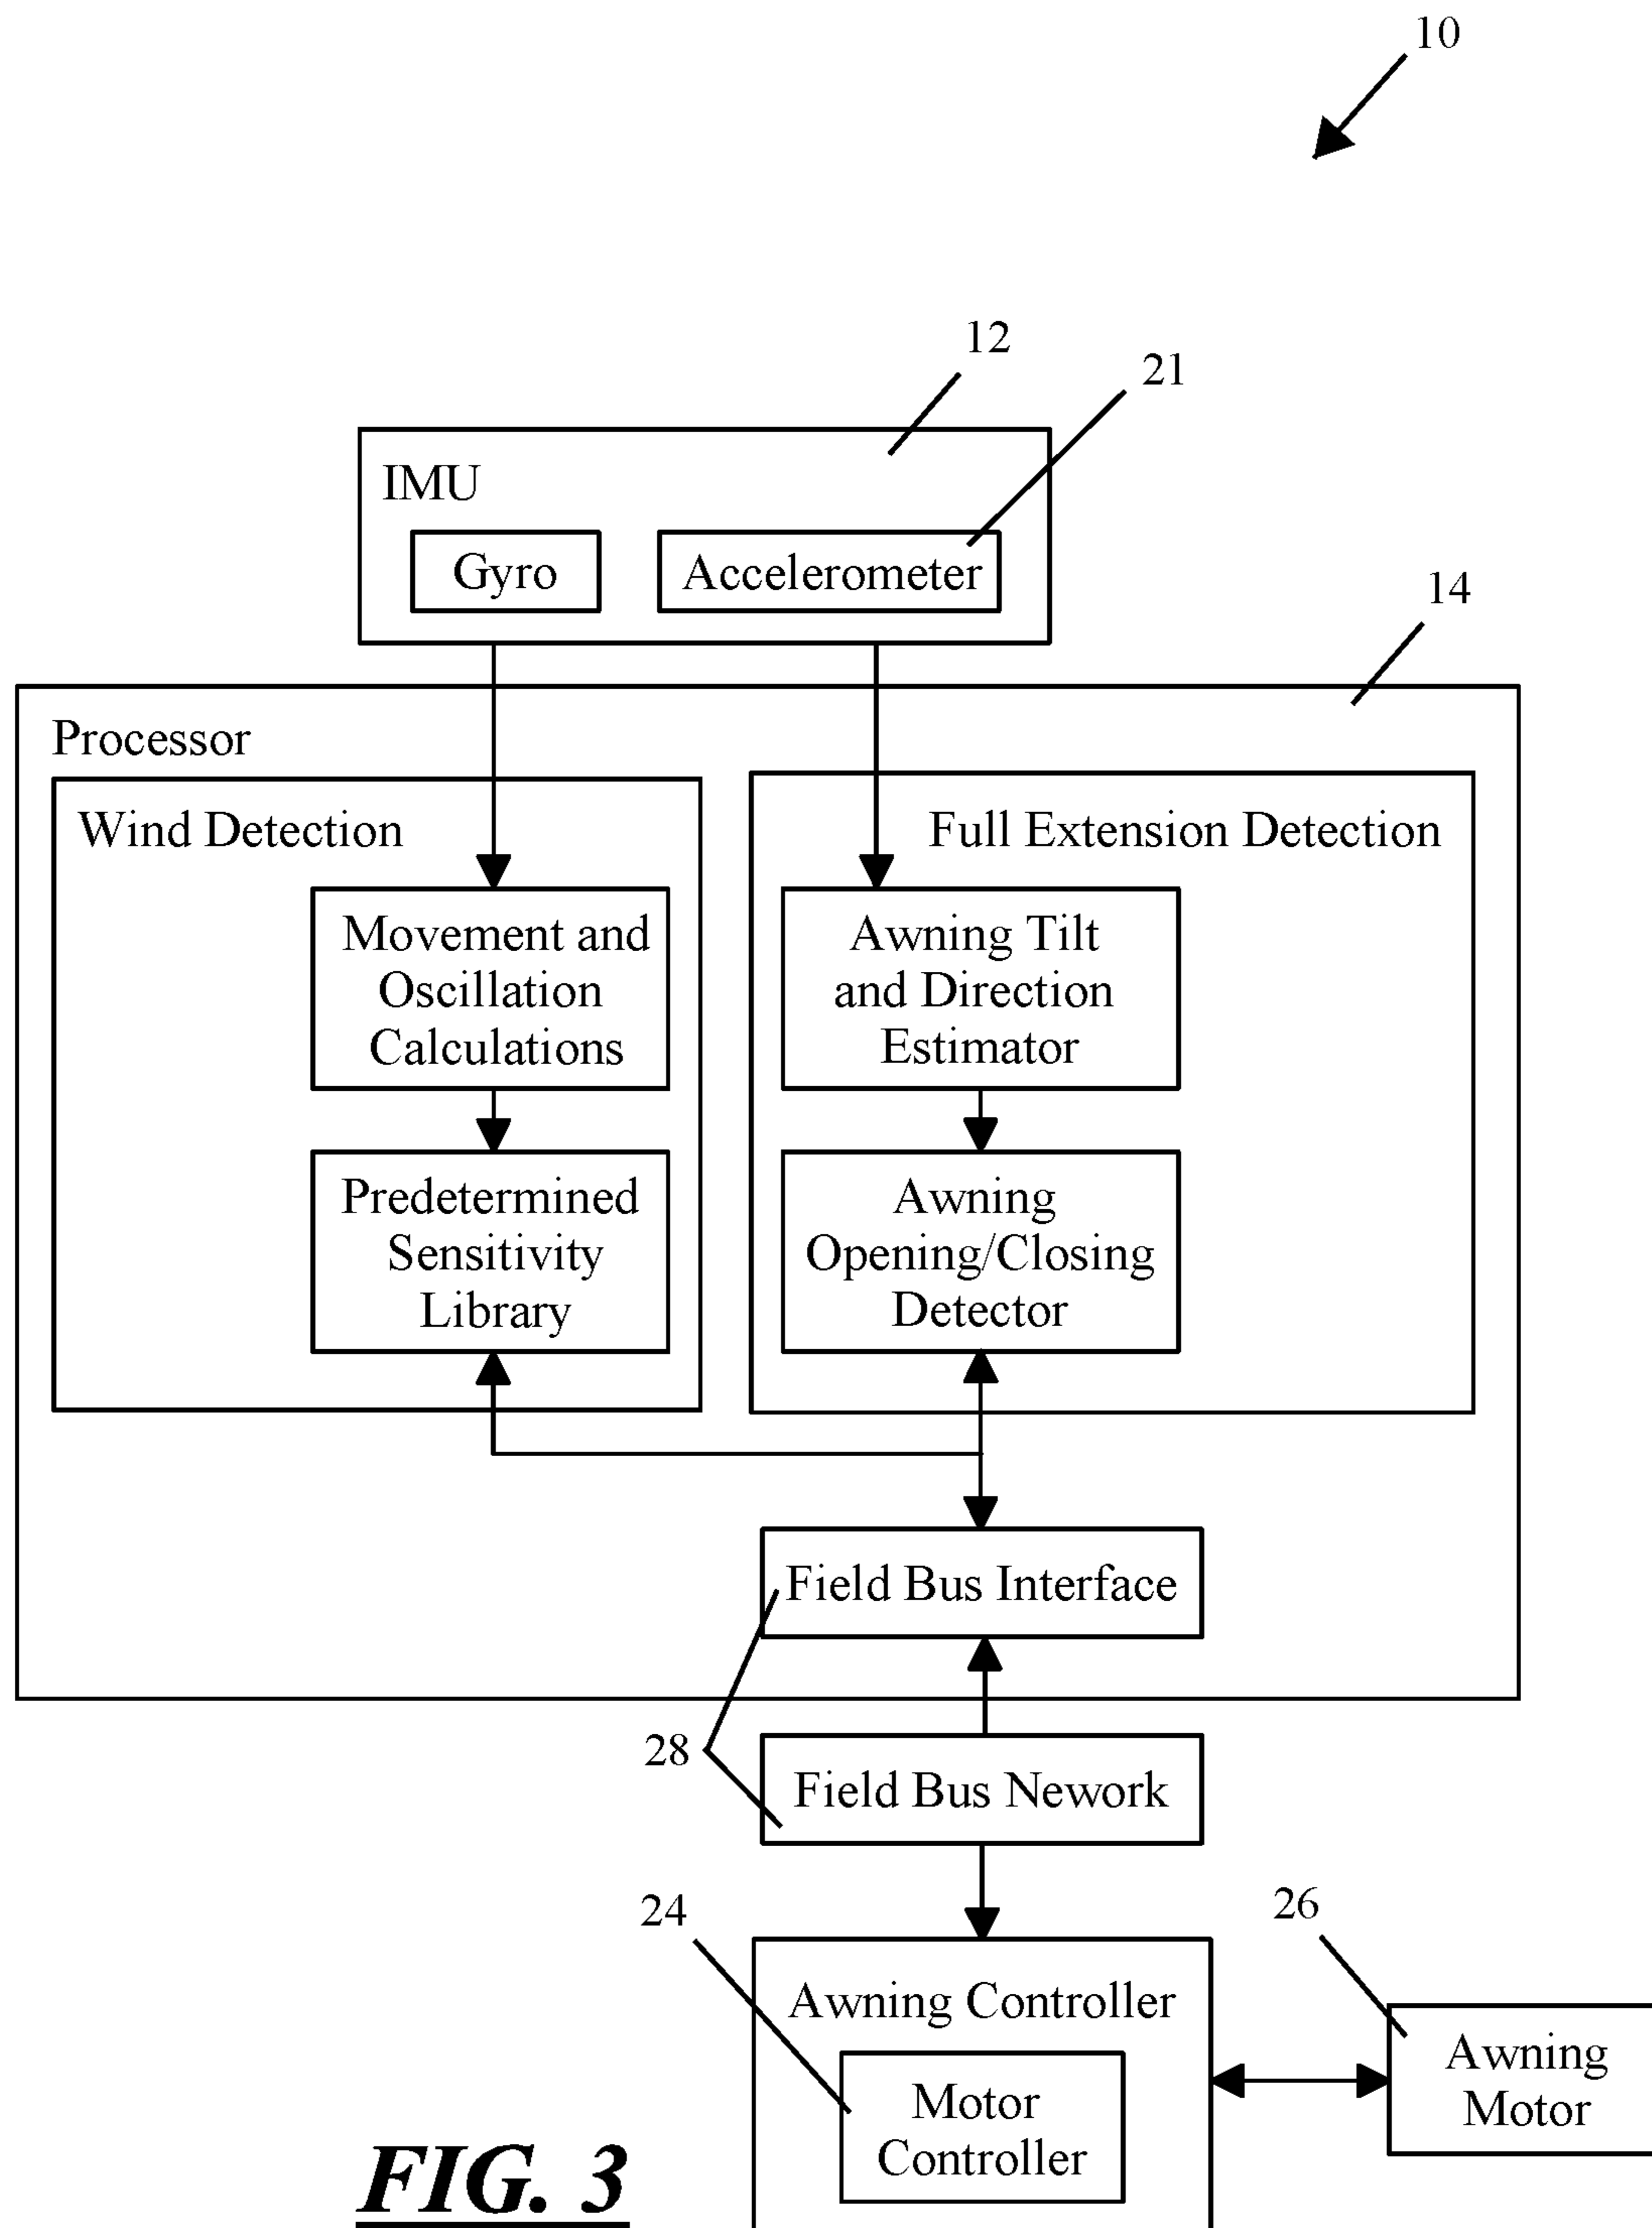 10
12
21
IMU
Gyro
Accelerometer
14
Processor
Wind Detection
Full Extension Detection
Movement and
Oscillation
Calculations
Awning Tilt
and Direction
Estimator
Predetermined
Sensitivity
Library
Awning
Opening/Closing
Detector
Field Bus Interface
28
Field Bus Nework
24
26
Awning Controller
Motor
Controller
Awning
Motor
FIG. 3